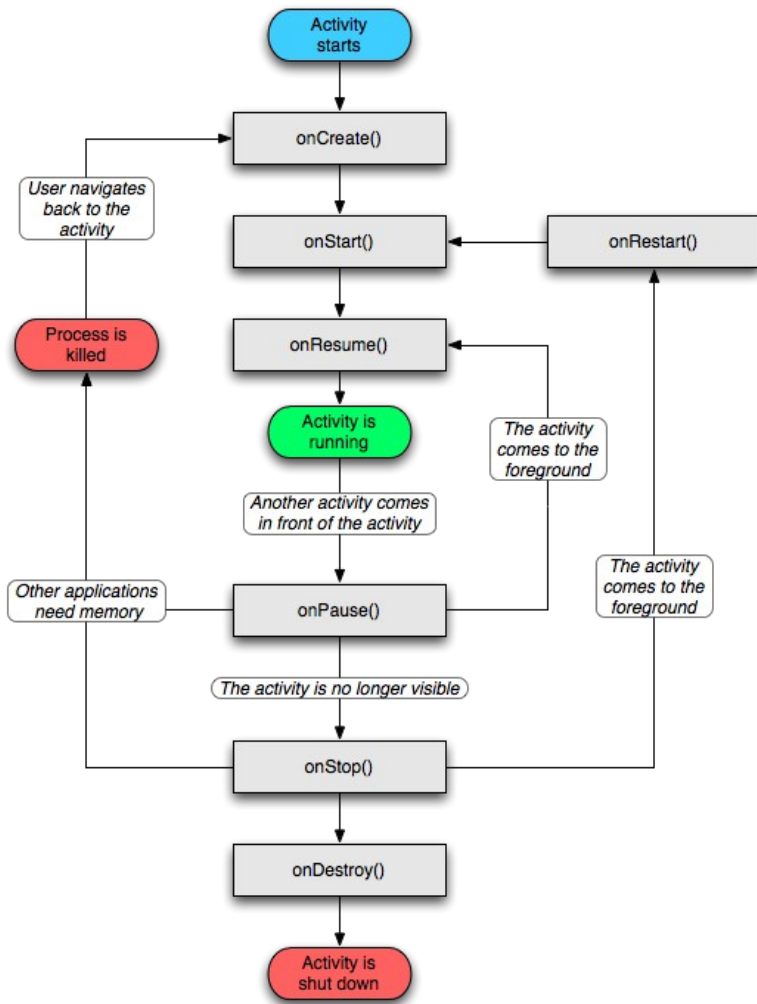 Activity
starts
onCreate()
User navigates
back to the
activity
onStart()
onRestart()
Process is
killed
onResume()
Activity is
running
The activity
comes to the
foreground
Another activity comes
in front of the activity
The activity
comes to the
foreground
Other applications
need memory
onPause()
The activity is no longer visible
onStop()
onDestroy()
Activity is
shut down